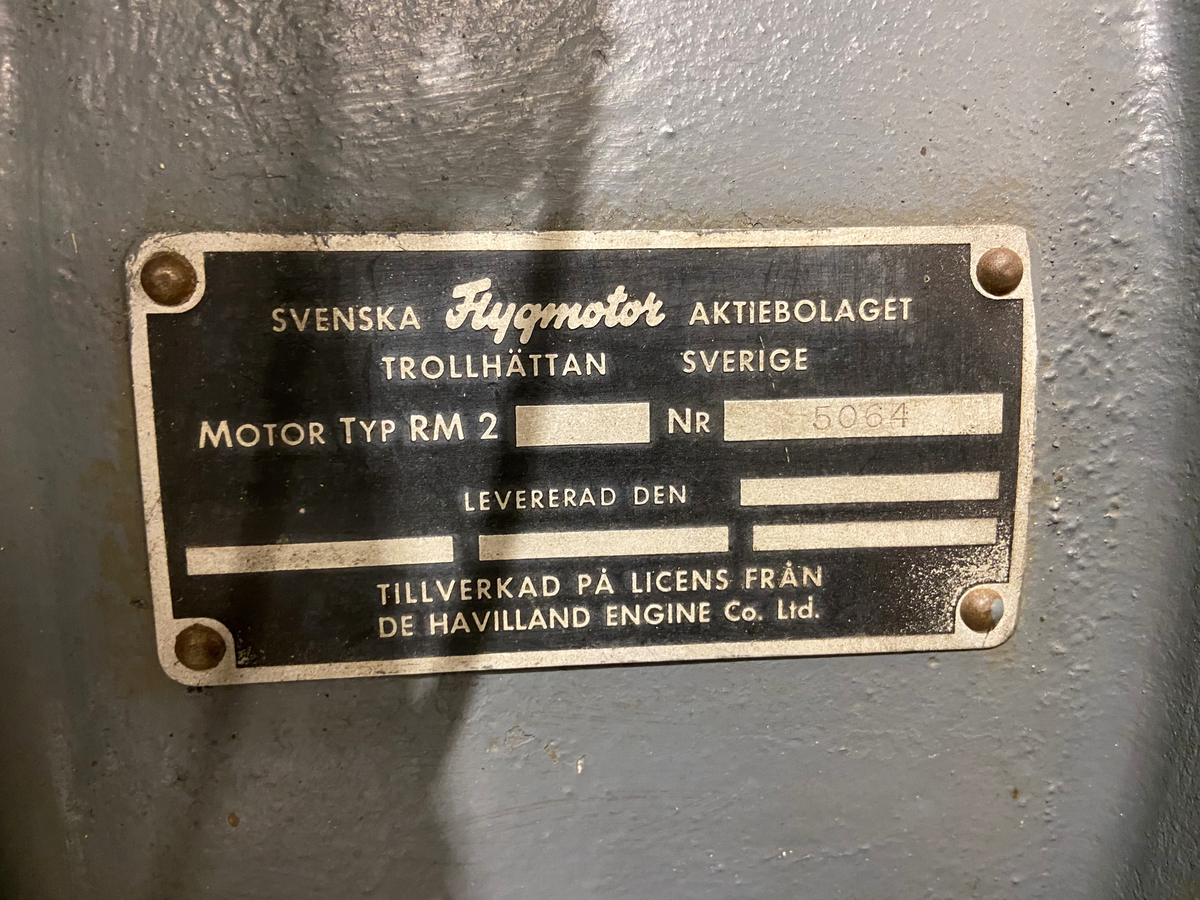 SVENSKA Flygmotor AKTIEBOLAGET
TROLLHÄTTAN SVERIGE
MOTOR TYP RM 2 NR 5064
LEVERERAD DEN
TILLVERKAD PÅ LICENS FRÅN
DE HAVILLAND ENGINE Co. Ltd.